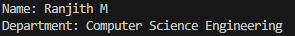 Name: Ranjith M
Department: Computer Science Engineering